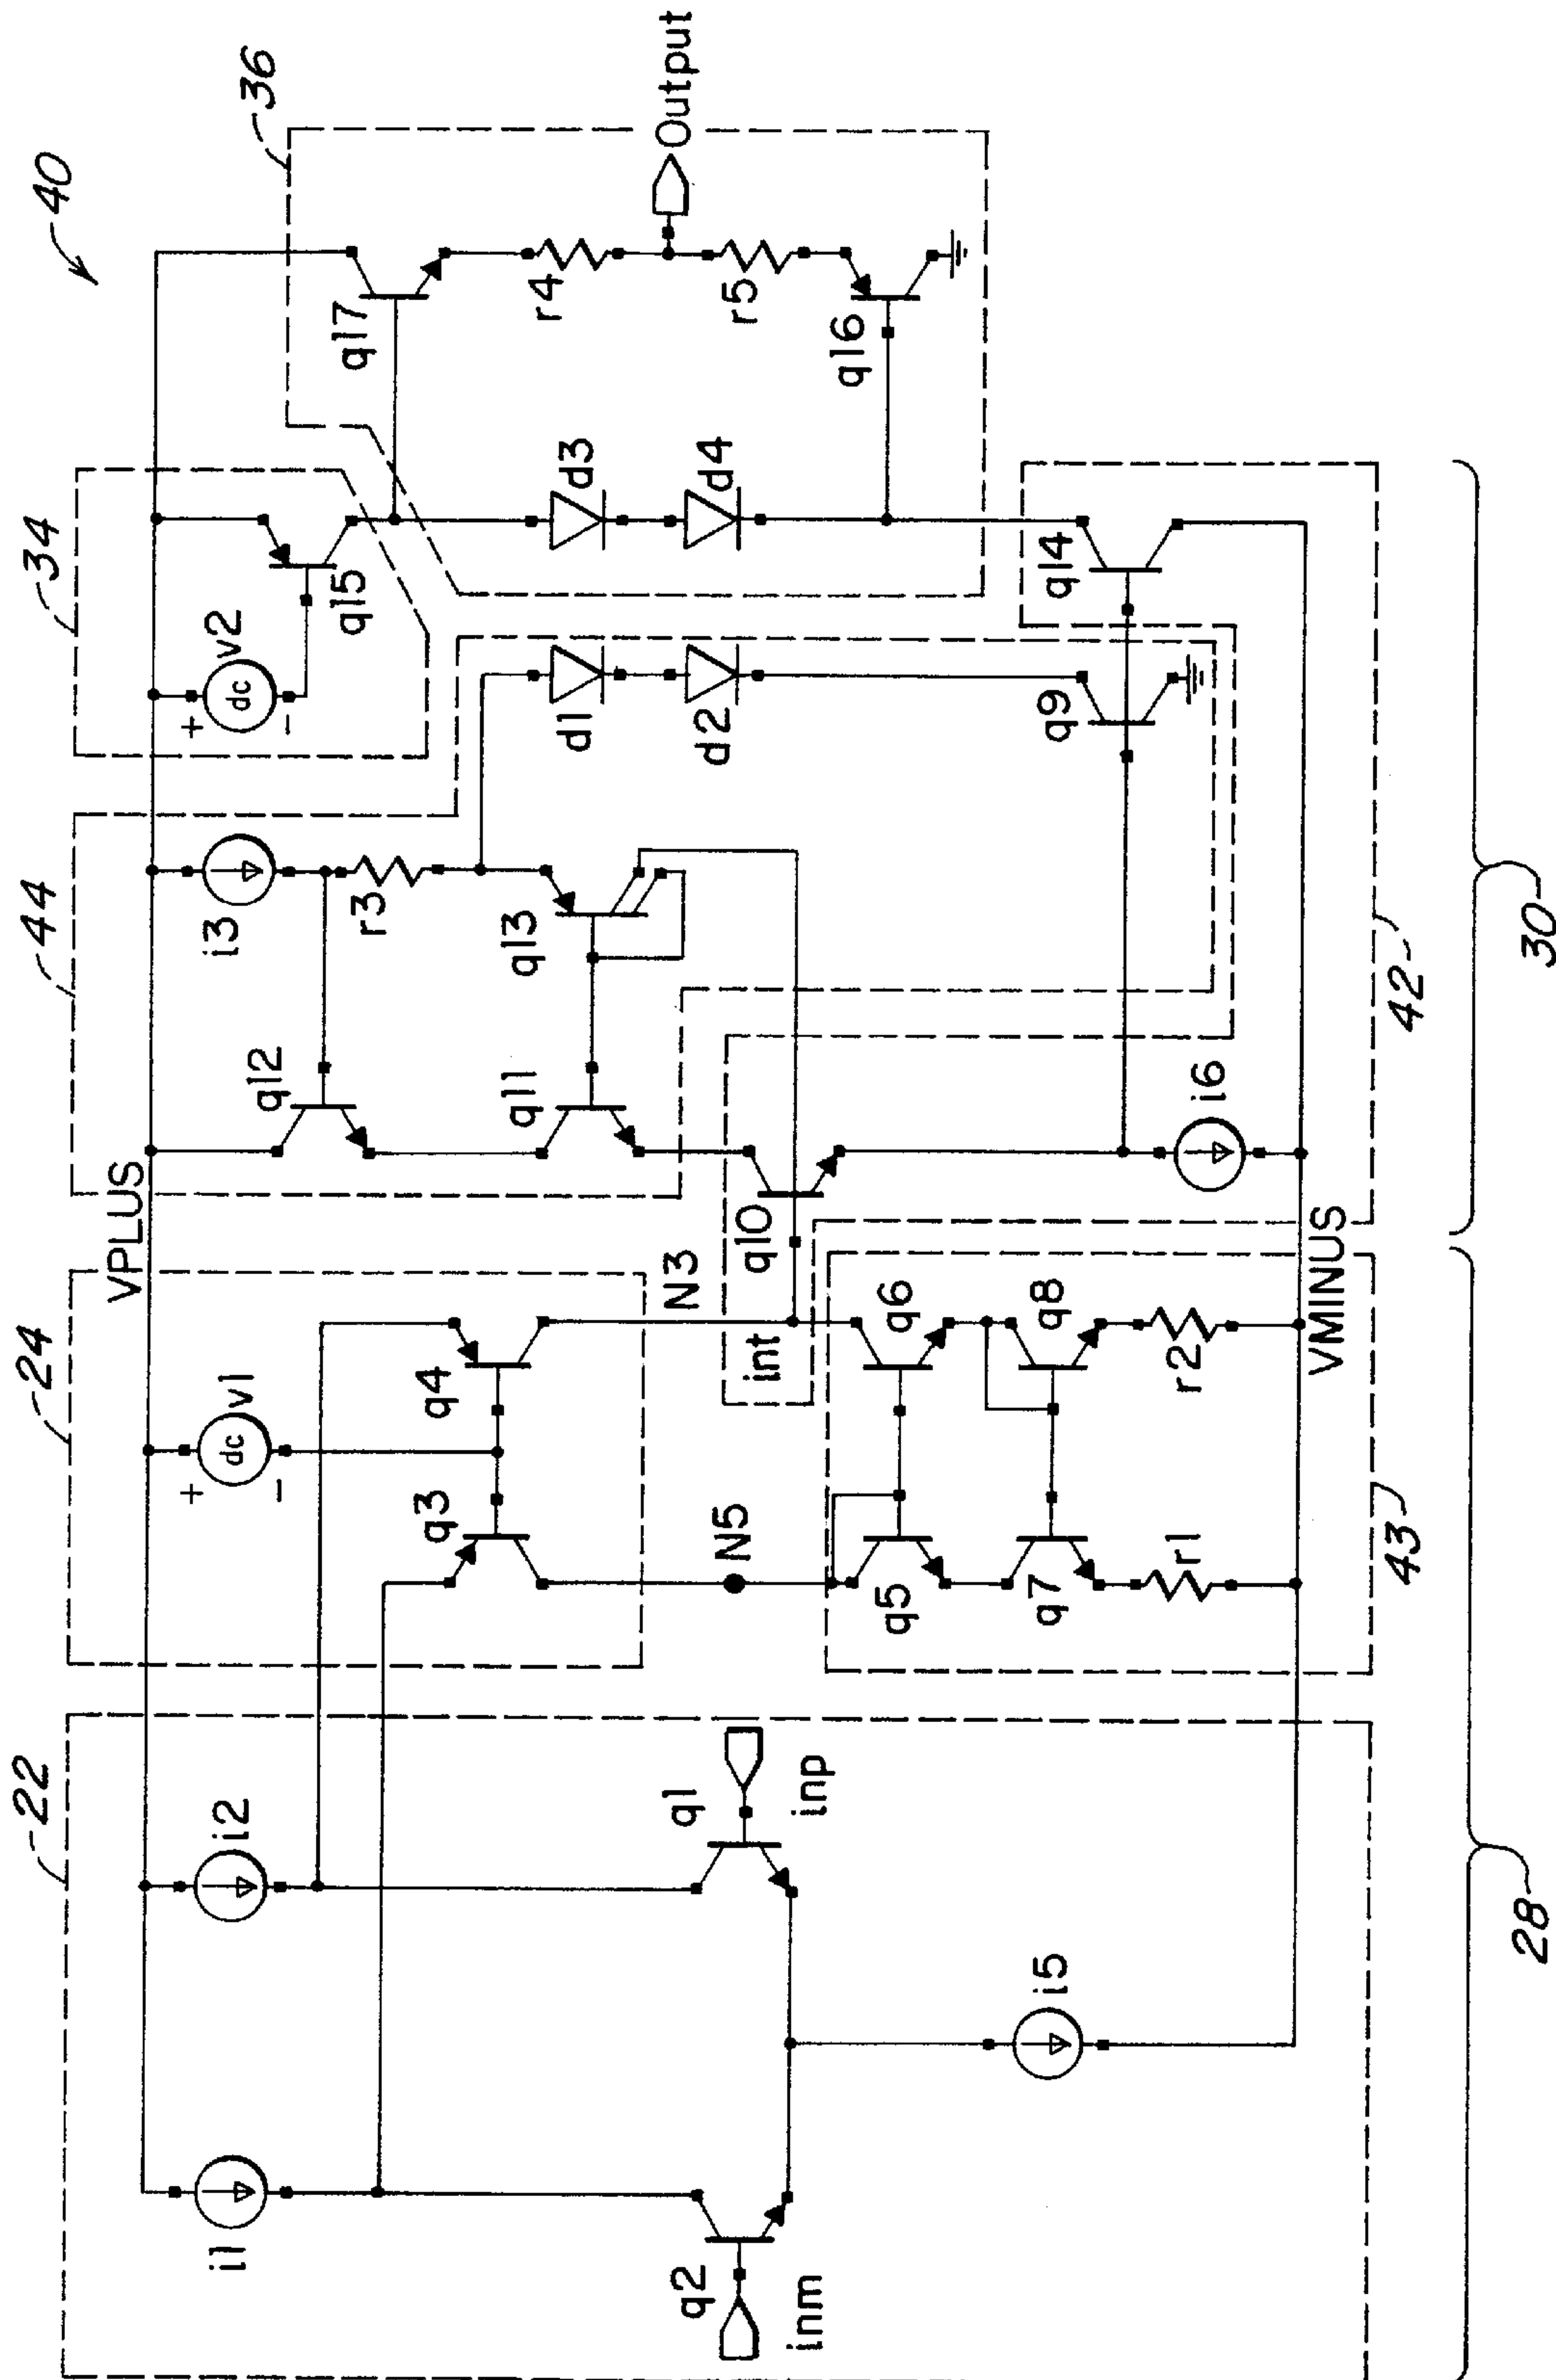 40
22
24
44
34
36
VPLUS
i1
i2
v1
+
dc
-
q12
i3
+
dc
-
v2
q15
q17
r4
Output
r5
q16
q3
q4
q11
r3
q13
d1
d2
d3
d4
N5
N3
int
q10
q2
inm
q1
inp
q5
q6
q7
q8
r1
r2
q9
q14
i5
i6
VMINUS
43
42
28
30